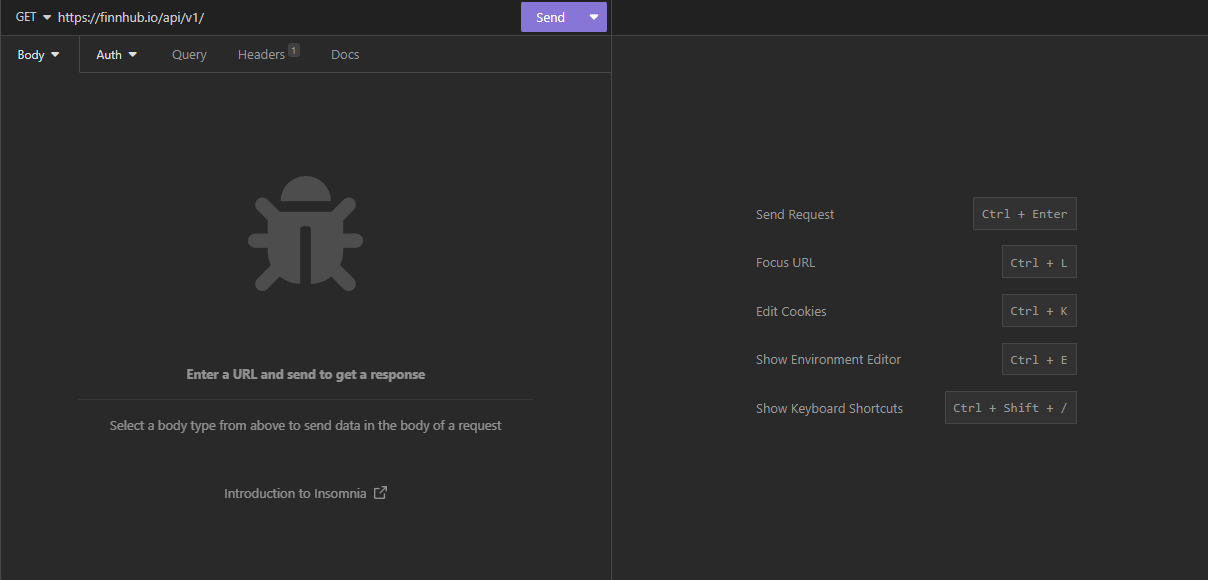 GET https://finnhub.io/api/v1/ Send
Body Auth Query Headers 1 Docs
Enter a URL and send to get a response
Select a body type from above to send data in the body of a request
Introduction to Insomnia
Send Request Ctrl + Enter
Focus URL Ctrl + L
Edit Cookies Ctrl + K
Show Environment Editor Ctrl + E
Show Keyboard Shortcuts Ctrl + Shift + /